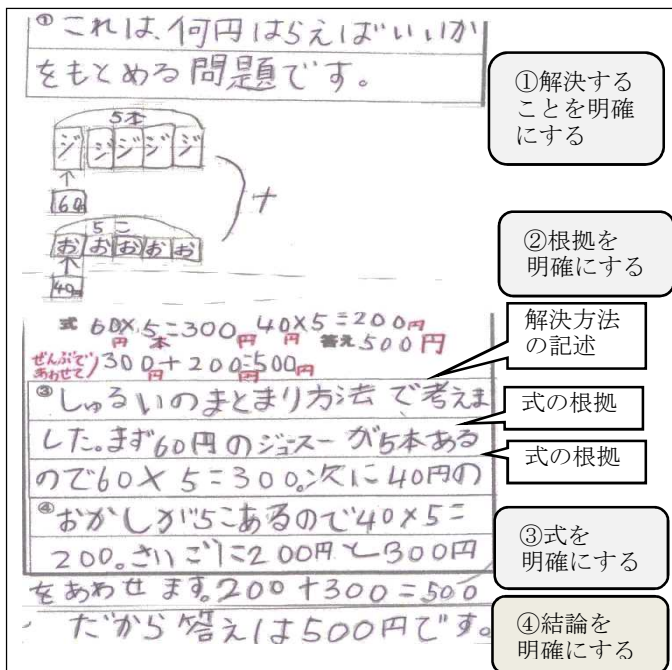 ①これは、何円はらえばいいか
をもとめる問題です。
①解決する
ことを明確
にする
5本
ジ ジ ジ ジ ジ
60円
+
5こ
お お お お お
40円
②根拠を
明確にする
式 60×5=300 40×5=200円
円 本 円 円
答え500円
ぜんぶで
あわせて
300+200=500円
円 円
解決方法
の記述
③しゅるいのまとまり方法で考えま
した。まず60円のジュースーが5本ある
ので60×5=300。次に40円の
式の根拠
式の根拠
④おかしが5こあるので40×5=
200。さいごに200円と300円
をあわせます。200+300=500
だから答えは500円です。
③式を
明確にする
④結論を
明確にする